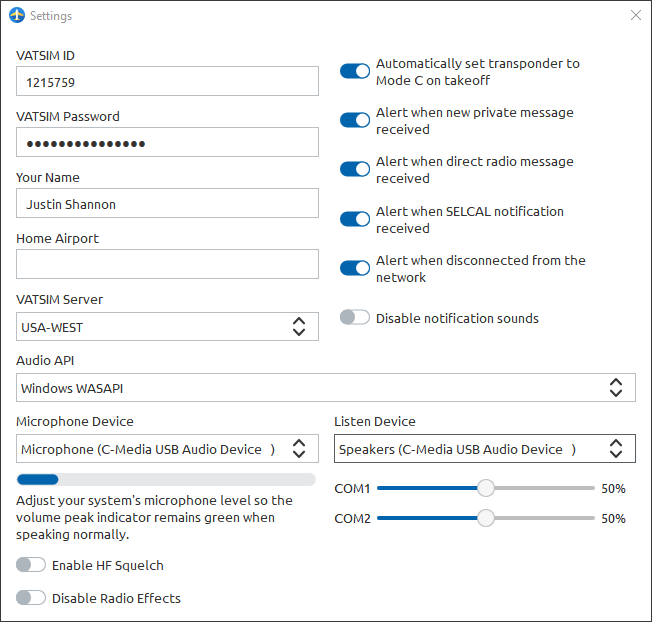 Settings
VATSIM ID
1215759
VATSIM Password
●●●●●●●●●●●●●●●
Your Name
Justin Shannon
Home Airport
VATSIM Server
USA-WEST
Automatically set transponder to
Mode C on takeoff
Alert when new private message
received
Alert when direct radio message
received
Alert when SELCAL notification
received
Alert when disconnected from the
network
Disable notification sounds
Audio API
Windows WASAPI
Microphone Device
Microphone (C-Media USB Audio Device   )
Adjust your system's microphone level so the
volume peak indicator remains green when
speaking normally.
Enable HF Squelch
Disable Radio Effects
Listen Device
Speakers (C-Media USB Audio Device   )
COM1 50%
COM2 50%